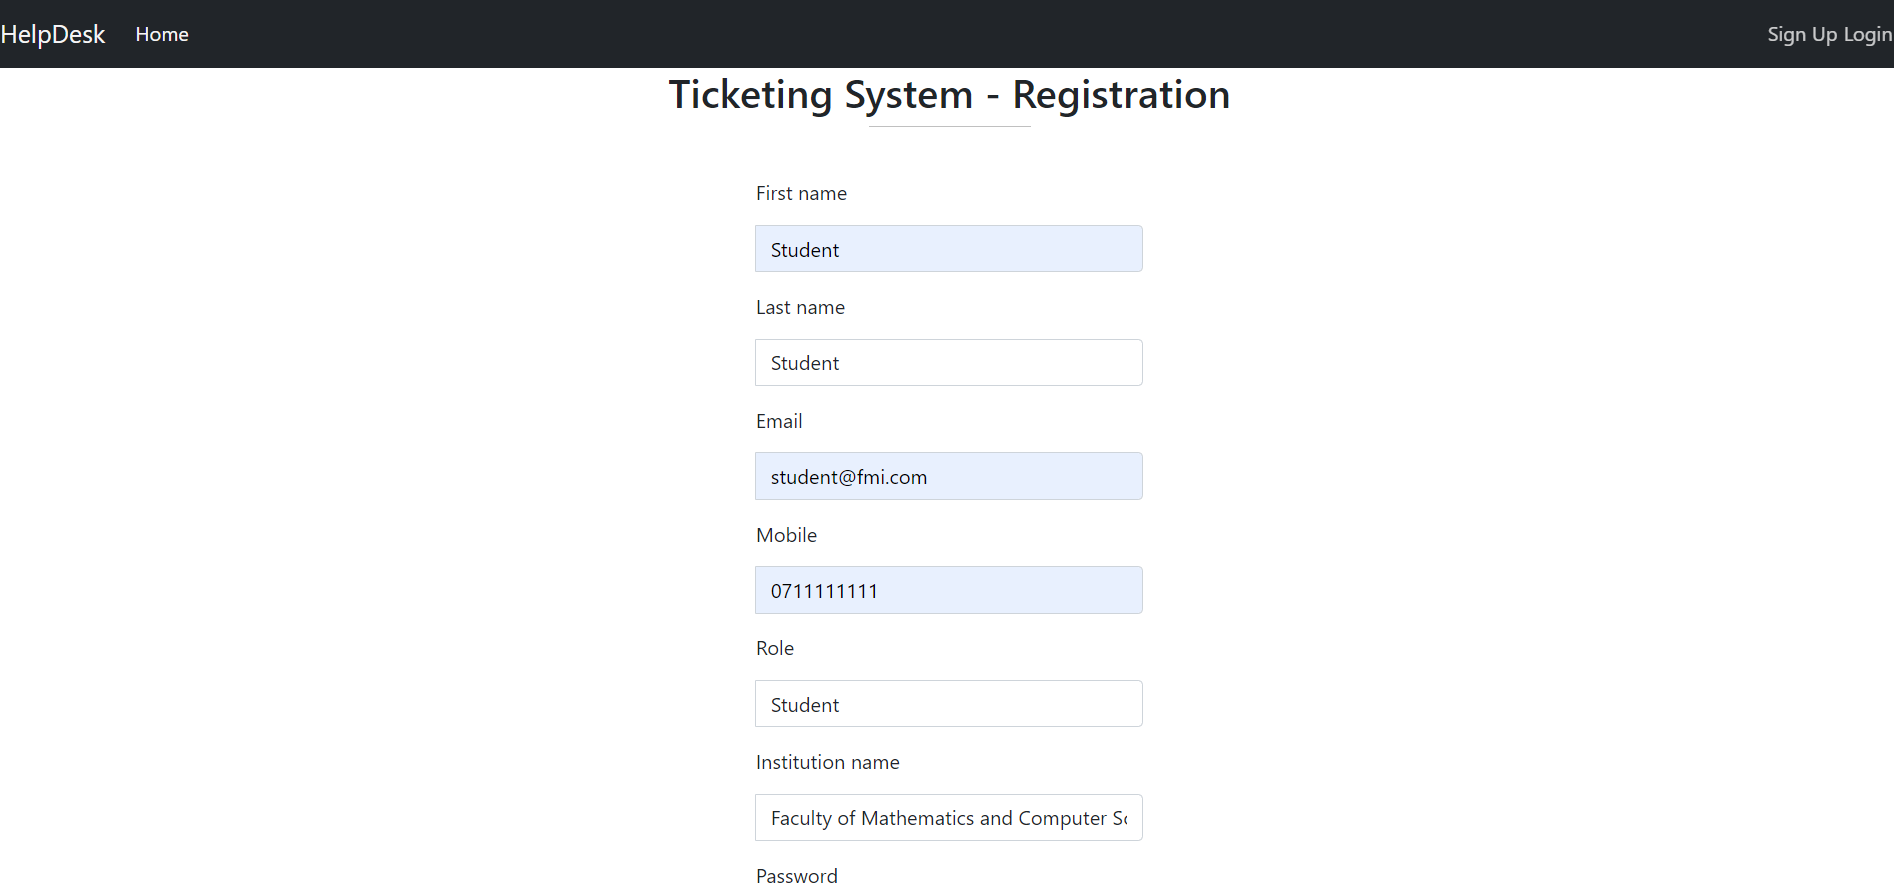 HelpDesk Home Sign Up Login
Ticketing System - Registration
First name
Student
Last name
Student
Email
student@fmi.com
Mobile
0711111111
Role
Student
Institution name
Faculty of Mathematics and Computer Sc
Password